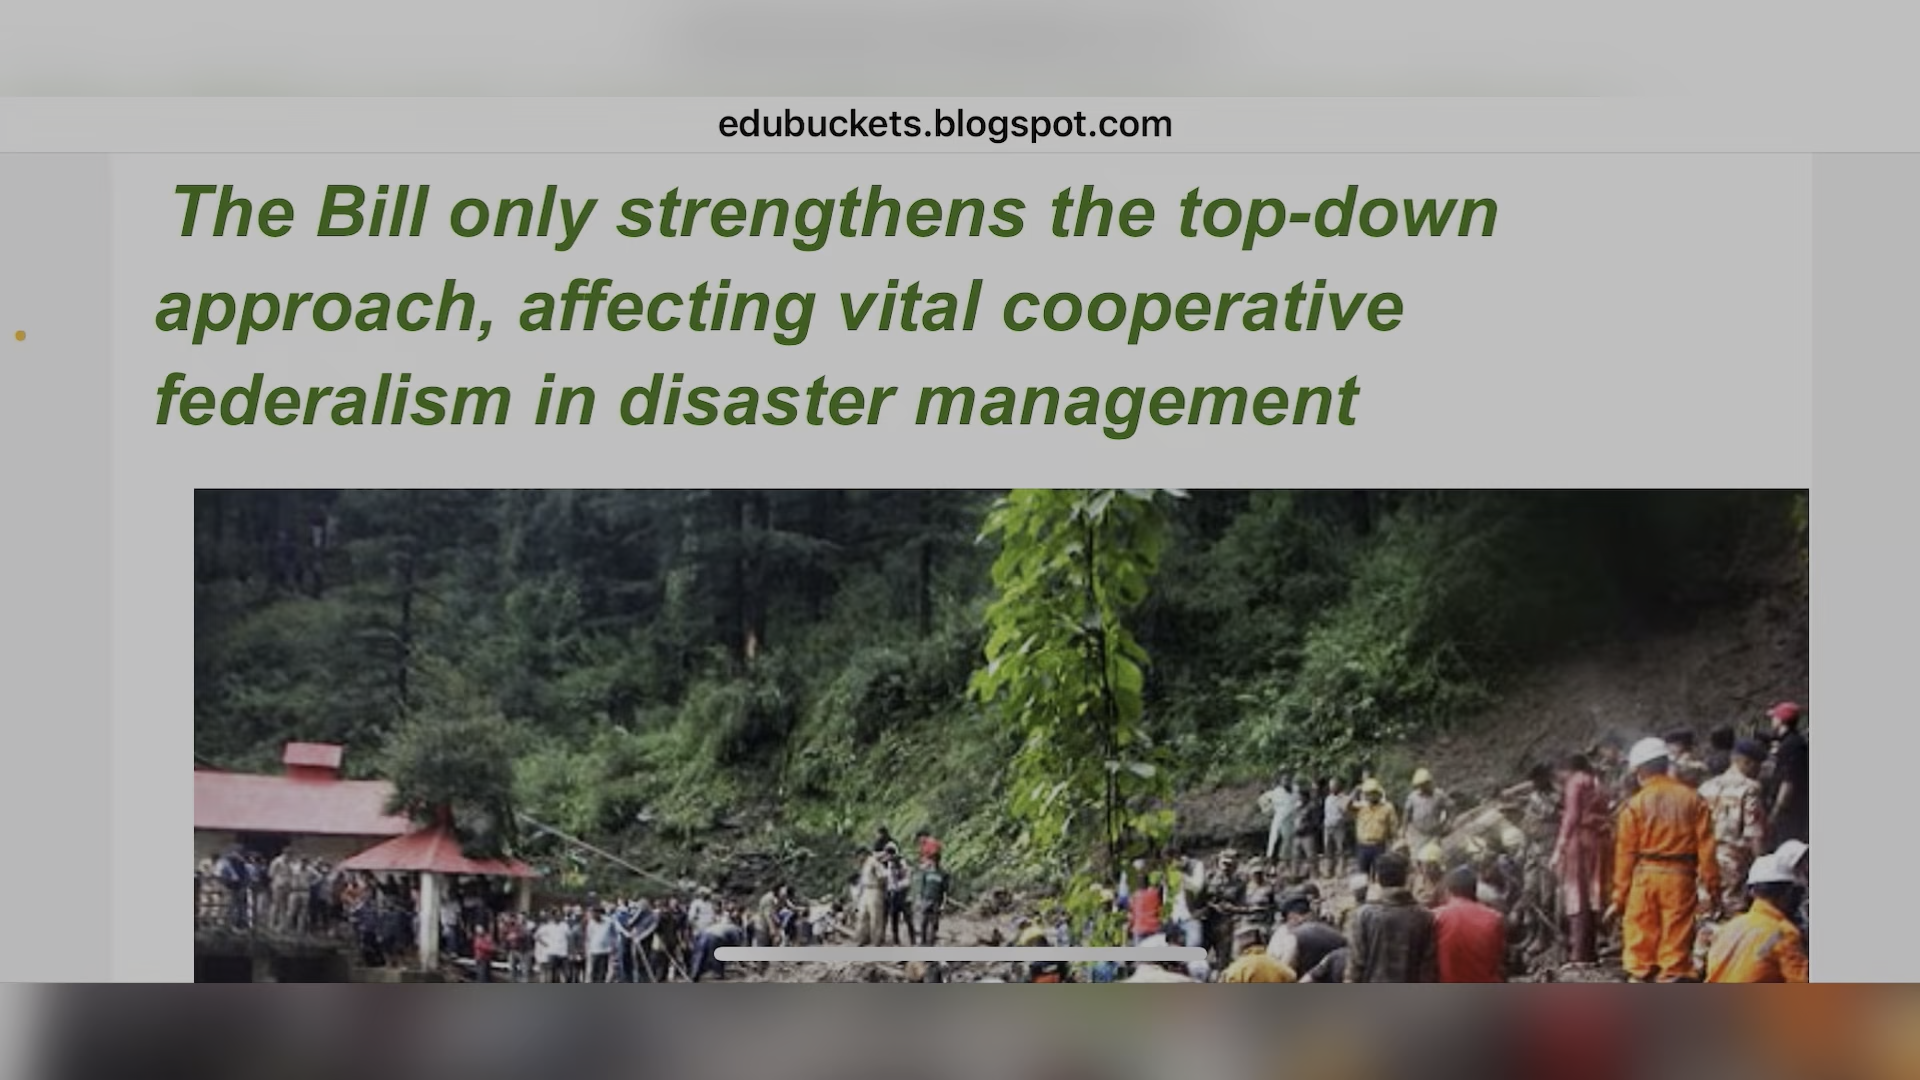 edubuckets.blogspot.com
The Bill only strengthens the top-down
approach, affecting vital cooperative
federalism in disaster management